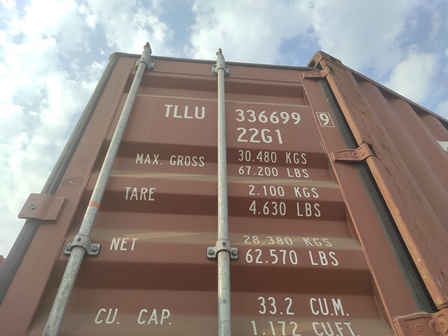 TLLU 336699 9
22G1
MAX. GROSS 30.480 KGS
67.200 LBS
TARE 2.100 KGS
4.630 LBS
NET 28.380 KGS
62.570 LBS
CU. CAP. 33.2 CU.M.
1.172 CU.FT.